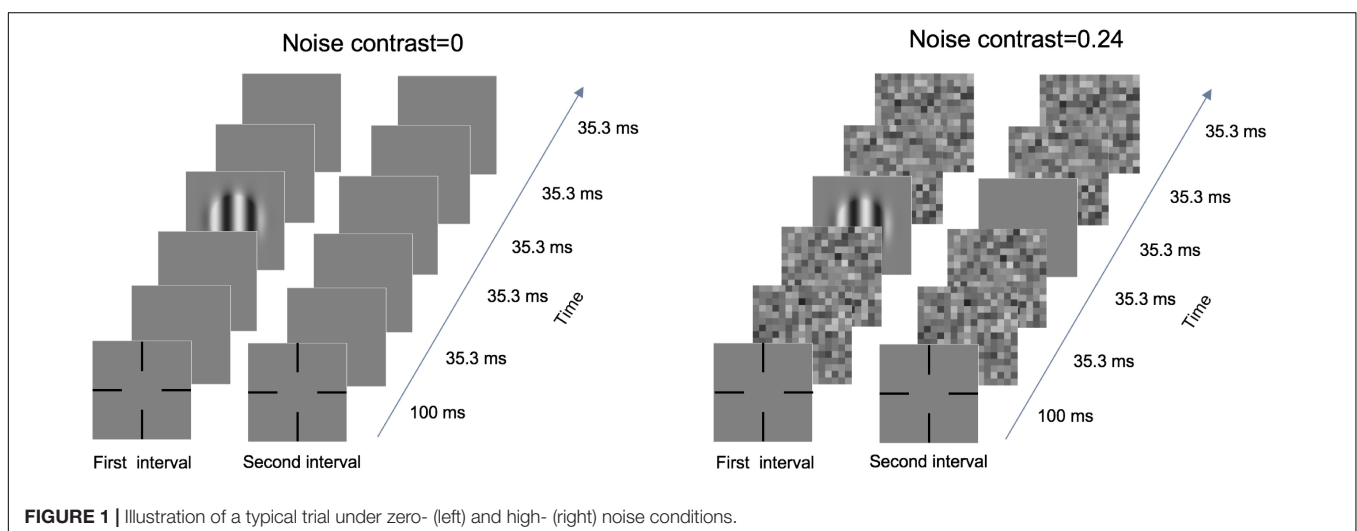 Noise contrast=0
35.3 ms
35.3 ms
35.3 ms
35.3 ms
Time
35.3 ms
100 ms
First interval
Second interval
Noise contrast=0.24
35.3 ms
35.3 ms
35.3 ms
35.3 ms
Time
35.3 ms
100 ms
First interval
Second interval
FIGURE 1 | Illustration of a typical trial under zero- (left) and high- (right) noise conditions.